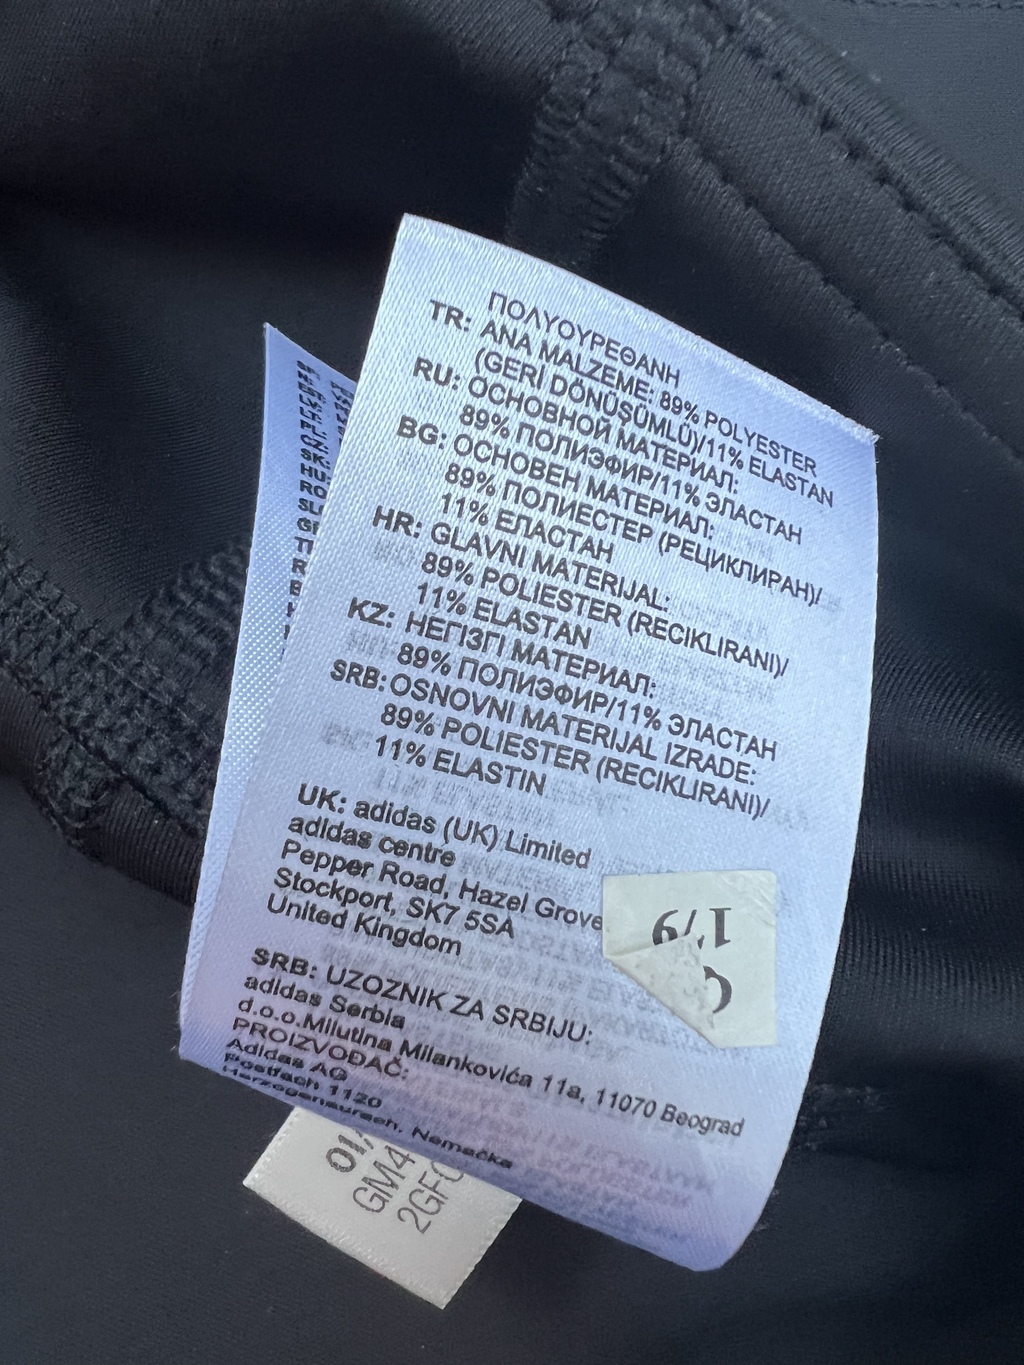 ΠΟΛΥΟΥΡΕΘΑΝΗ
TR: ANA MALZEME: 89% POLYESTER
(GERİ DÖNÜŞÜMLÜ)/11% ELASTAN
RU: ОСНОВНОЙ МАТЕРИАЛ:
89% ПОЛИЭФИР/11% ЭЛАСТАН
BG: ОСНОВЕН МАТЕРИАЛ:
89% ПОЛИЕСТЕР (РЕЦИКЛИРАН)/
11% ЕЛАСТАН
HR: GLAVNI MATERIJAL:
89% POLIESTER (RECIKLIRANI)/
11% ELASTAN
KZ: НЕГІЗГІ МАТЕРИАЛ:
89% ПОЛИЭФИР/11% ЭЛАСТАН
SRB: OSNOVNI MATERIJAL IZRADE:
89% POLIESTER (RECIKLIRANI)/
11% ELASTIN
UK: adidas (UK) Limited
adidas centre
Pepper Road, Hazel Grove
Stockport, SK7 5SA
United Kingdom
SRB: UZOZNIK ZA SRBIJU:
adidas Serbia
d.o.o.Milutina Milankovića 11a, 11070 Beograd
PROIZVOĐAČ:
Adidas AG
Postfach 1120
Herzogenaurach, Nemačka
01/
GM4
2GF